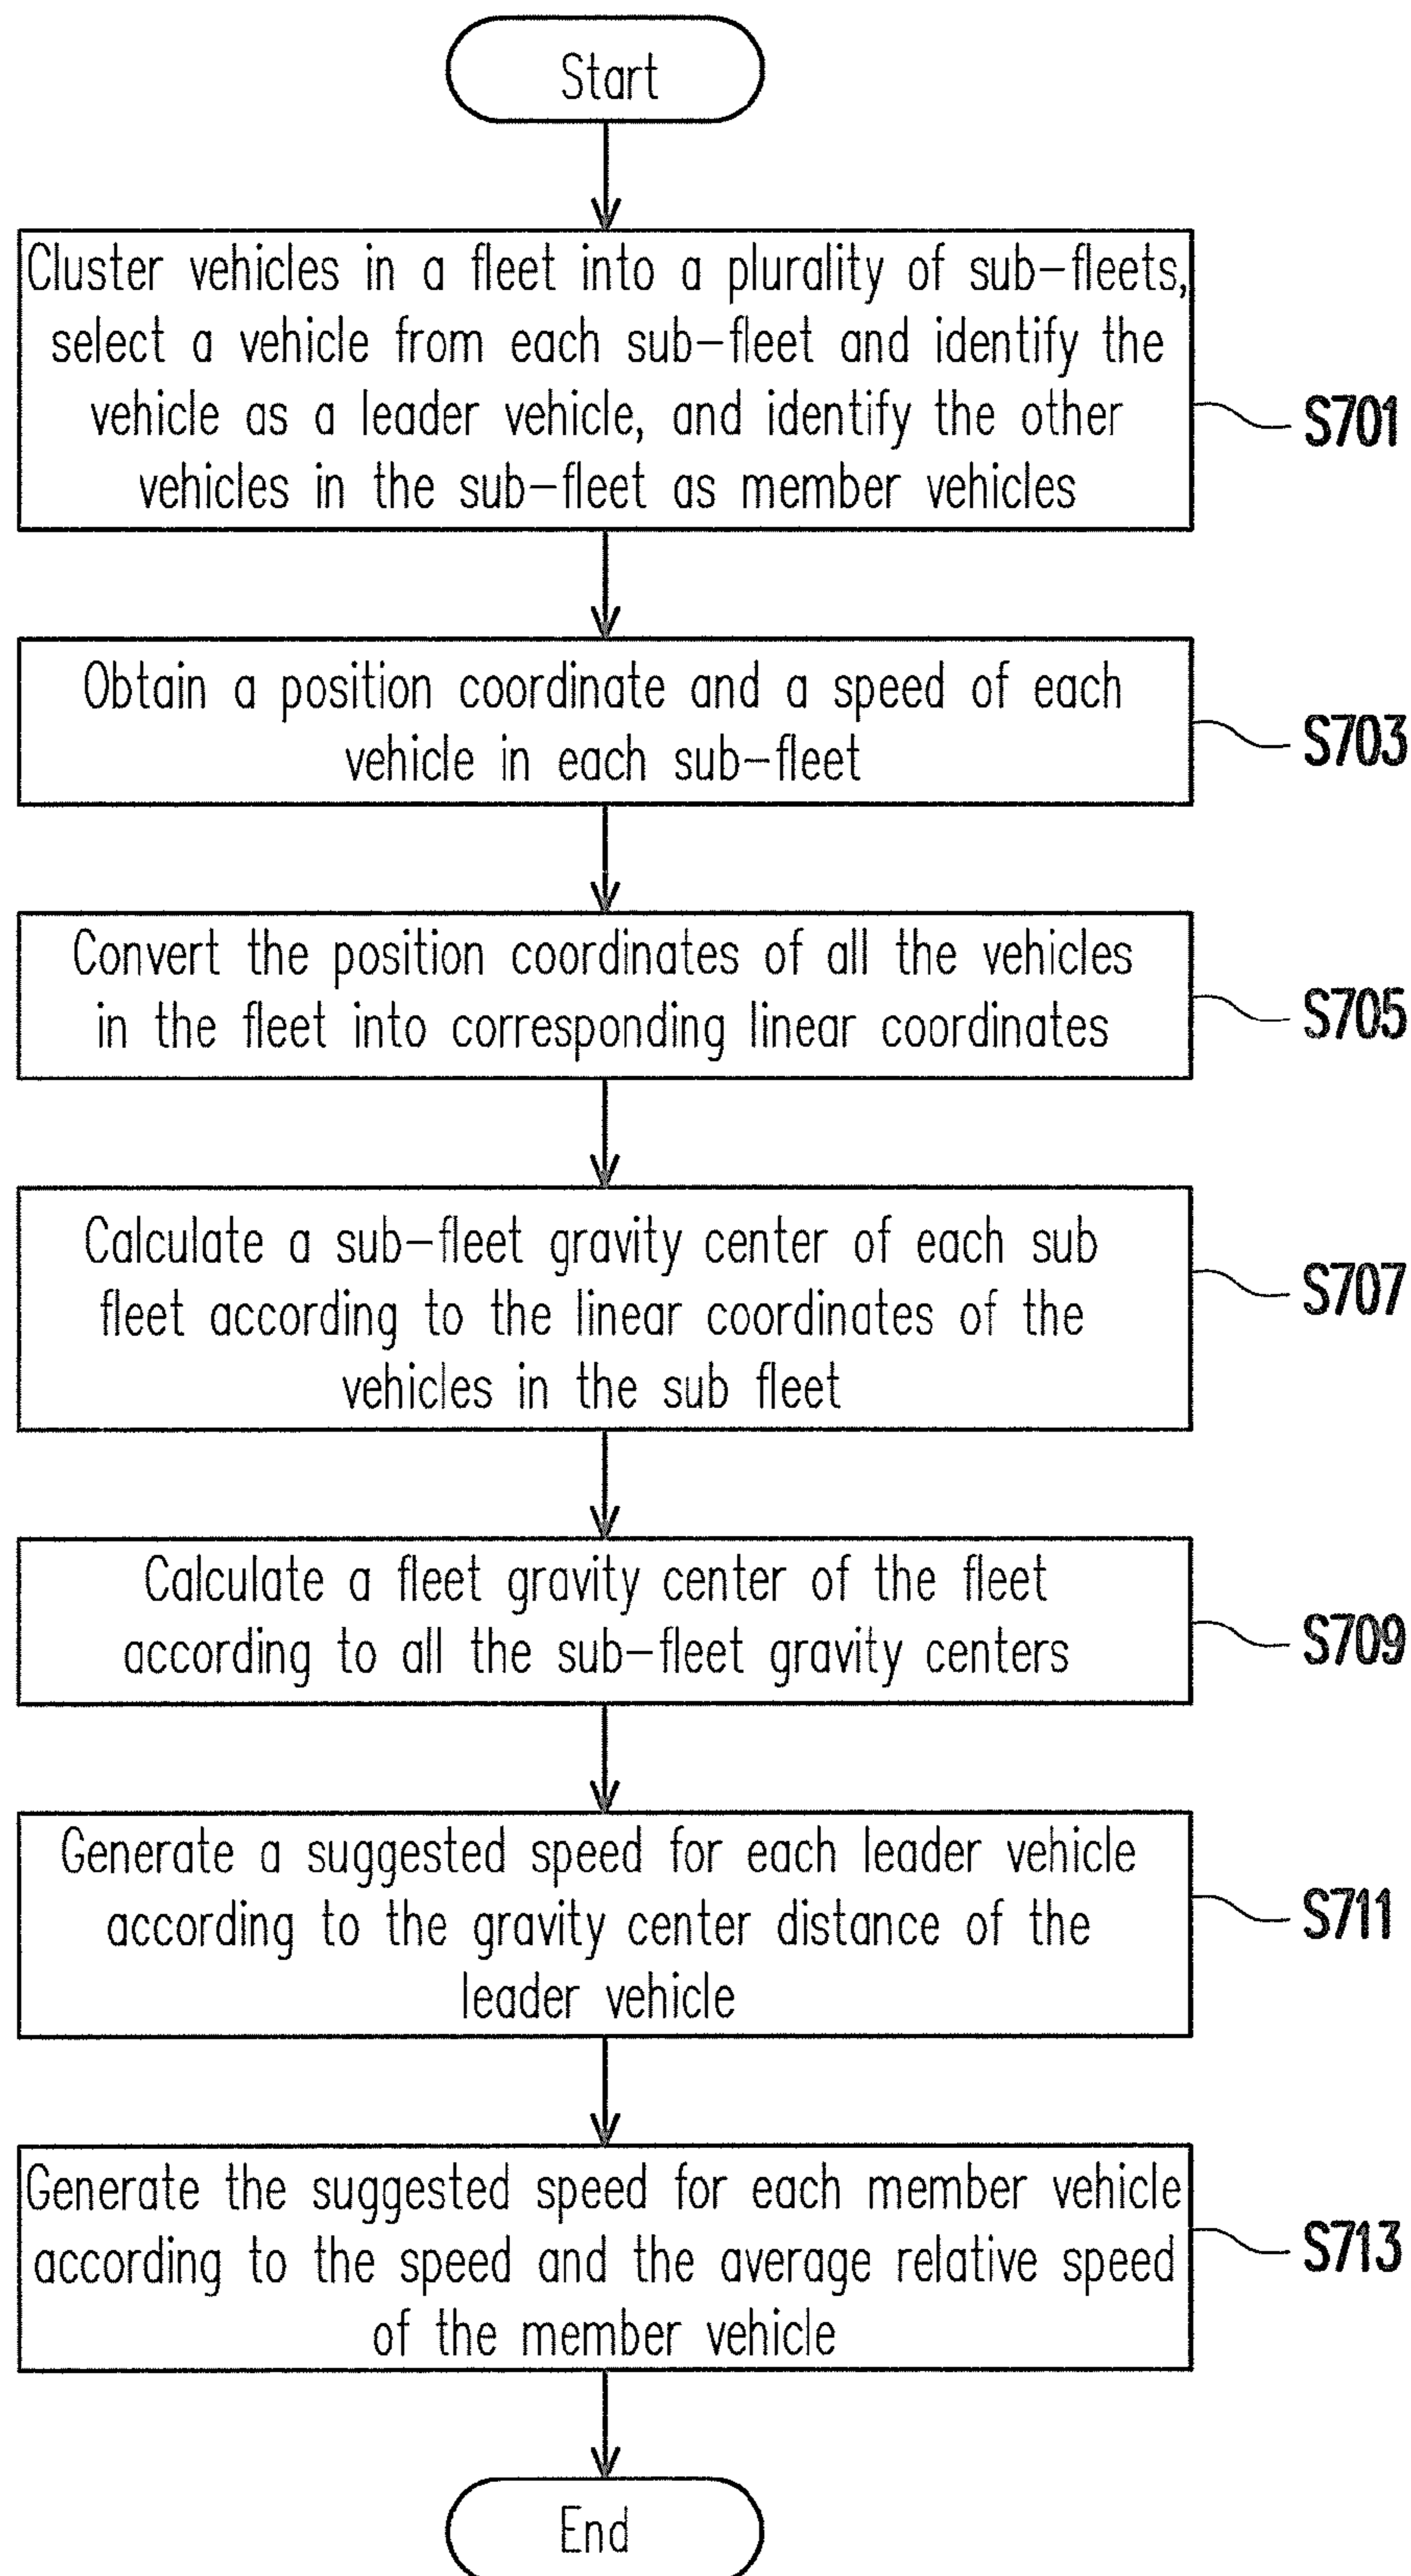 Start
Cluster vehicles in a fleet into a plurality of sub-fleets,
select a vehicle from each sub-fleet and identify the
vehicle as a leader vehicle, and identify the other
vehicles in the sub-fleet as member vehicles
S701
Obtain a position coordinate and a speed of each
vehicle in each sub-fleet
S703
Convert the position coordinates of all the vehicles
in the fleet into corresponding linear coordinates
S705
Calculate a sub-fleet gravity center of each sub
fleet according to the linear coordinates of the
vehicles in the sub fleet
S707
Calculate a fleet gravity center of the fleet
according to all the sub-fleet gravity centers
S709
Generate a suggested speed for each leader vehicle
according to the gravity center distance of the
leader vehicle
S711
Generate the suggested speed for each member vehicle
according to the speed and the average relative speed
of the member vehicle
S713
End